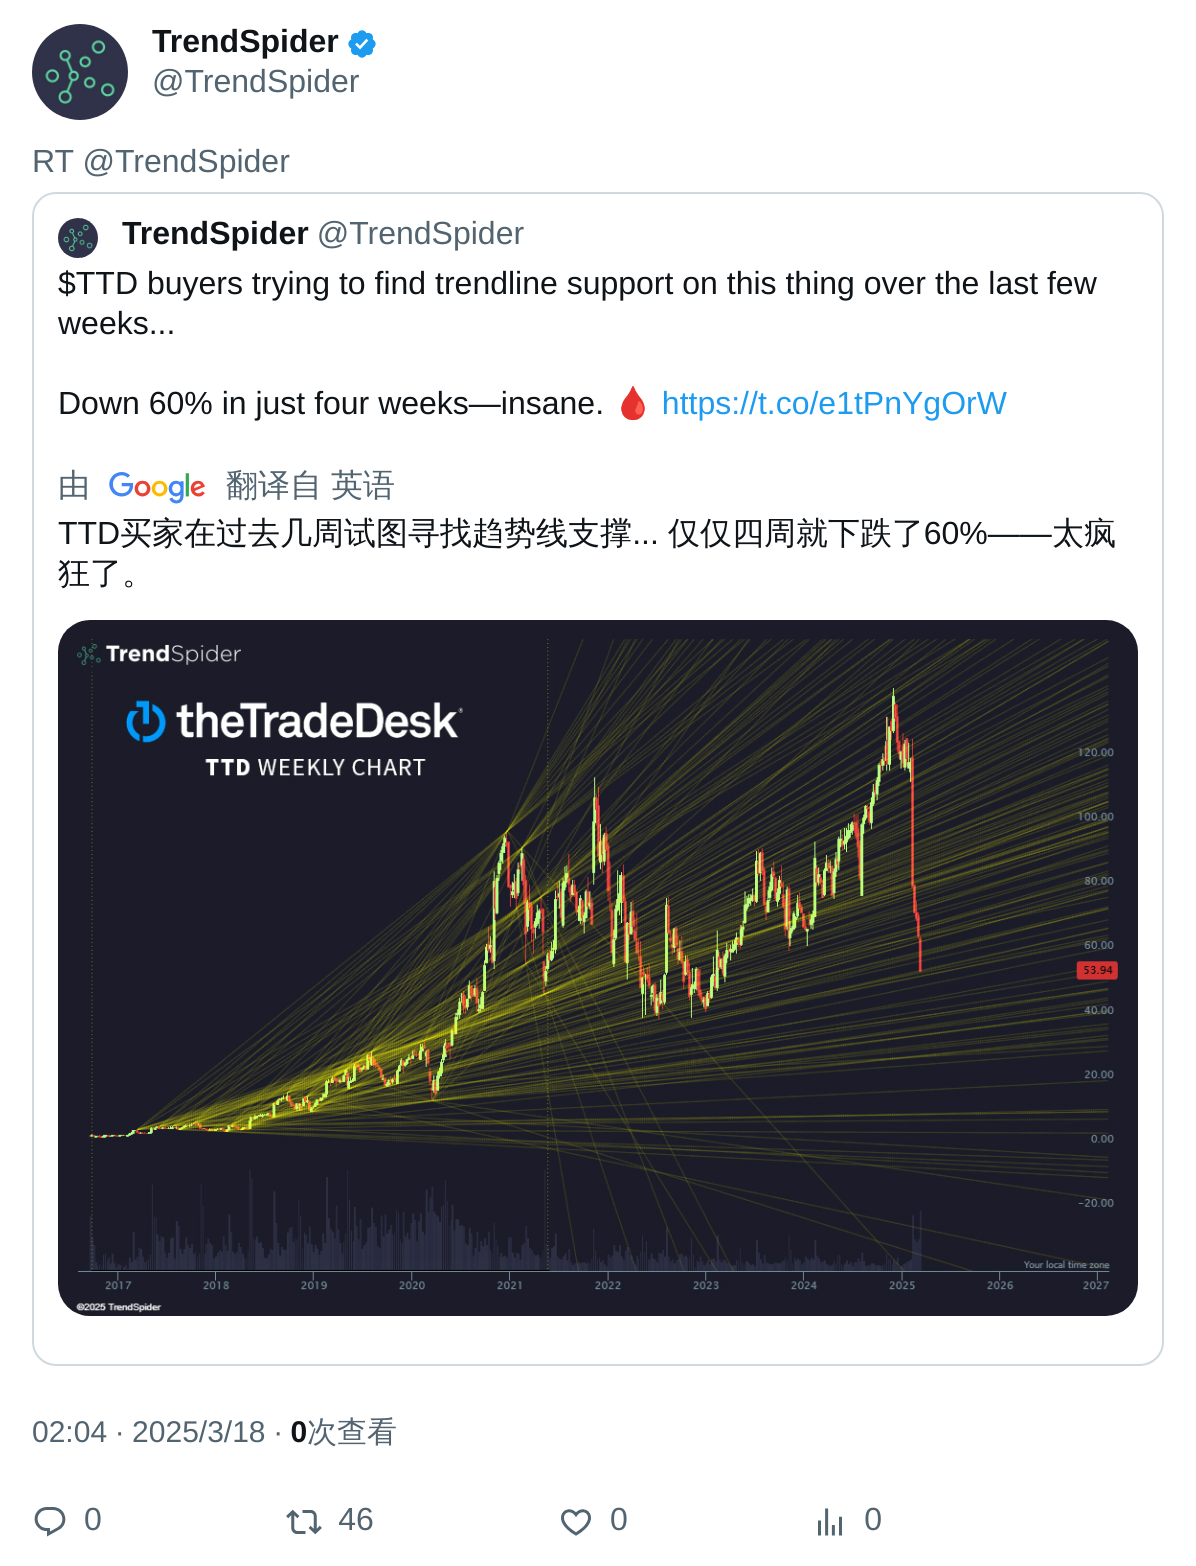 TrendSpider
@TrendSpider
RT @TrendSpider
TrendSpider @TrendSpider
$TTD buyers trying to find trendline support on this thing over the last few
weeks...
Down 60% in just four weeks—insane. 🩸 https://t.co/e1tPnYgOrW
由 Google 翻译自 英语
TTD买家在过去几周试图寻找趋势线支撑... 仅仅四周就下跌了60%——太疯
狂了。
TrendSpider
theTradeDesk
TTD WEEKLY CHART
120.00
100.00
80.00
60.00
53.94
40.00
20.00
0.00
-20.00
Your local time zone
2017 2018 2019 2020 2021 2022 2023 2024 2025 2026 2027
©2025 TrendSpider
02:04 · 2025/3/18 · 0次查看
0 46 0 0